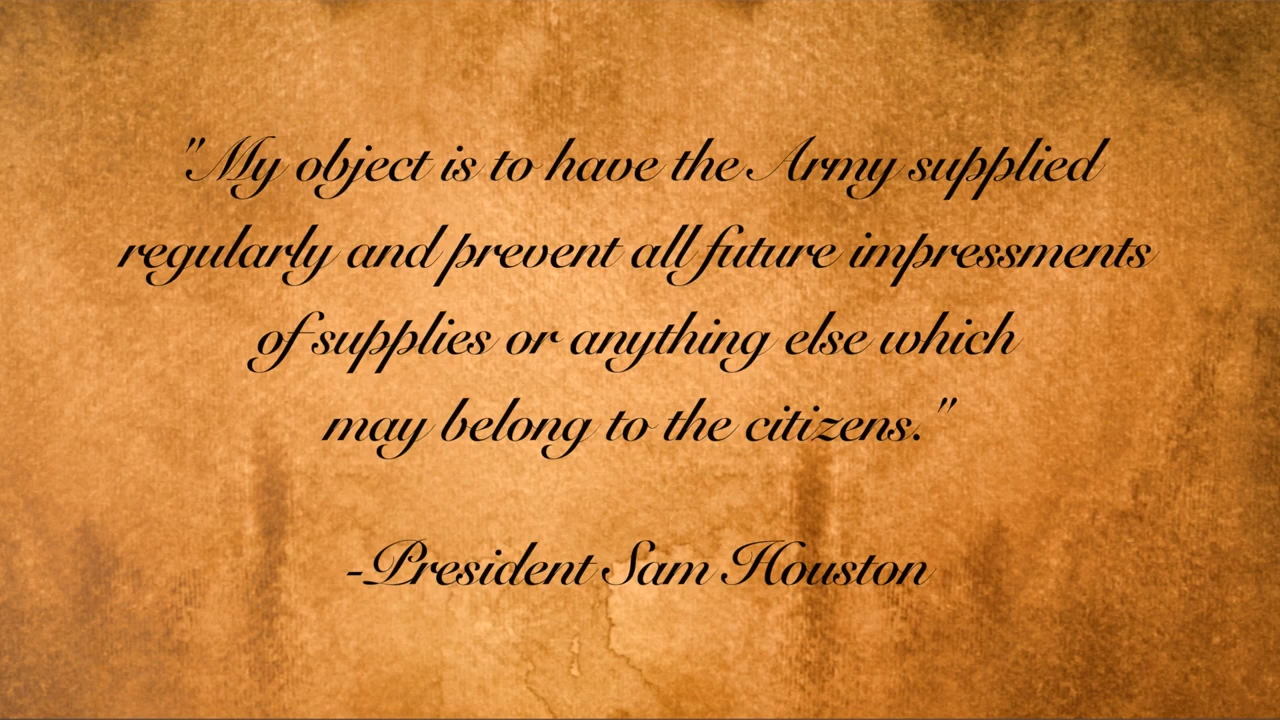 "My object is to have the Army supplied
regularly and prevent all future impressments
of supplies or anything else which
may belong to the citizens."
-President Sam Houston